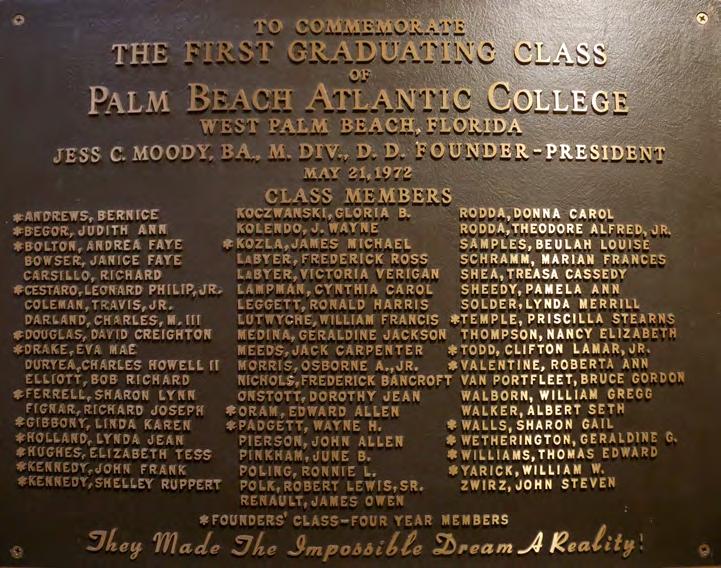 TO COMMEMORATE
THE FIRST GRADUATING CLASS
OF
PALM BEACH ATLANTIC COLLEGE
WEST PALM BEACH, FLORIDA
JESS C. MOODY, BA., M. DIV., D. D. FOUNDER-PRESIDENT
MAY 21, 1972
CLASS MEMBERS
*ANDREWS, BERNICE
*BEGOR, JUDITH ANN
*BOLTON, ANDREA FAYE
BOWSER, JANICE FAYE
CARSILLO, RICHARD
*CESTARO, LEONARD PHILIP, JR.
COLEMAN, TRAVIS, JR.
DARLAND, CHARLES, M. III
*DOUGLAS, DAVID CREIGHTON
*DRAKE, EVA MAE
DURYEA, CHARLES HOWELL II
ELLIOTT, BOB RICHARD
*FERRELL, SHARON LYNN
FIGNAR, RICHARD JOSEPH
*GIBBONY, LINDA KAREN
*HOLLAND, LYNDA JEAN
*HUGHES, ELIZABETH TESS
*KENNEDY, JOHN FRANK
*KENNEDY, SHELLEY RUPPERT
KOCZWANSKI, GLORIA B.
KOLENDO, J. WAYNE
*KOZLA, JAMES MICHAEL
LABYER, FREDERICK ROSS
LABYER, VICTORIA VERIGAN
LAMPMAN, CYNTHIA CAROL
LEGGETT, RONALD HARRIS
LUTWYCHE, WILLIAM FRANCIS
MEDINA, GERALDINE JACKSON
MEEDS, JACK CARPENTER
MORRIS, OSBORNE A., JR.
NICHOLS, FREDERICK BANCROFT
ONSTOTT, DOROTHY JEAN
*ORAM, EDWARD ALLEN
*PADGETT, WAYNE H.
PIERSON, JOHN ALLEN
PINKHAM, JUNE B.
POLING, RONNIE L.
POLK, ROBERT LEWIS, SR.
RENAULT, JAMES OWEN
RODDA, DONNA CAROL
RODDA, THEODORE ALFRED, JR.
SAMPLES, BEULAH LOUISE
SCHRAMM, MARIAN FRANCES
SHEA, TREASA CASSEDY
SHEEDY, PAMELA ANN
SOLDER, LYNDA MERRILL
*TEMPLE, PRISCILLA STEARNS
THOMPSON, NANCY ELIZABETH
*TODD, CLIFTON LAMAR, JR.
*VALENTINE, ROBERTA ANN
VAN PORTFLEET, BRUCE GORDON
WALBORN, WILLIAM GREGG
WALKER, ALBERT SETH
*WALLS, SHARON GAIL
*WETHERINGTON, GERALDINE G.
*WILLIAMS, THOMAS EDWARD
*YARICK, WILLIAM W.
ZWIRZ, JOHN STEVEN
*FOUNDERS' CLASS-FOUR YEAR MEMBERS
They Made The Impossible Dream A Reality!